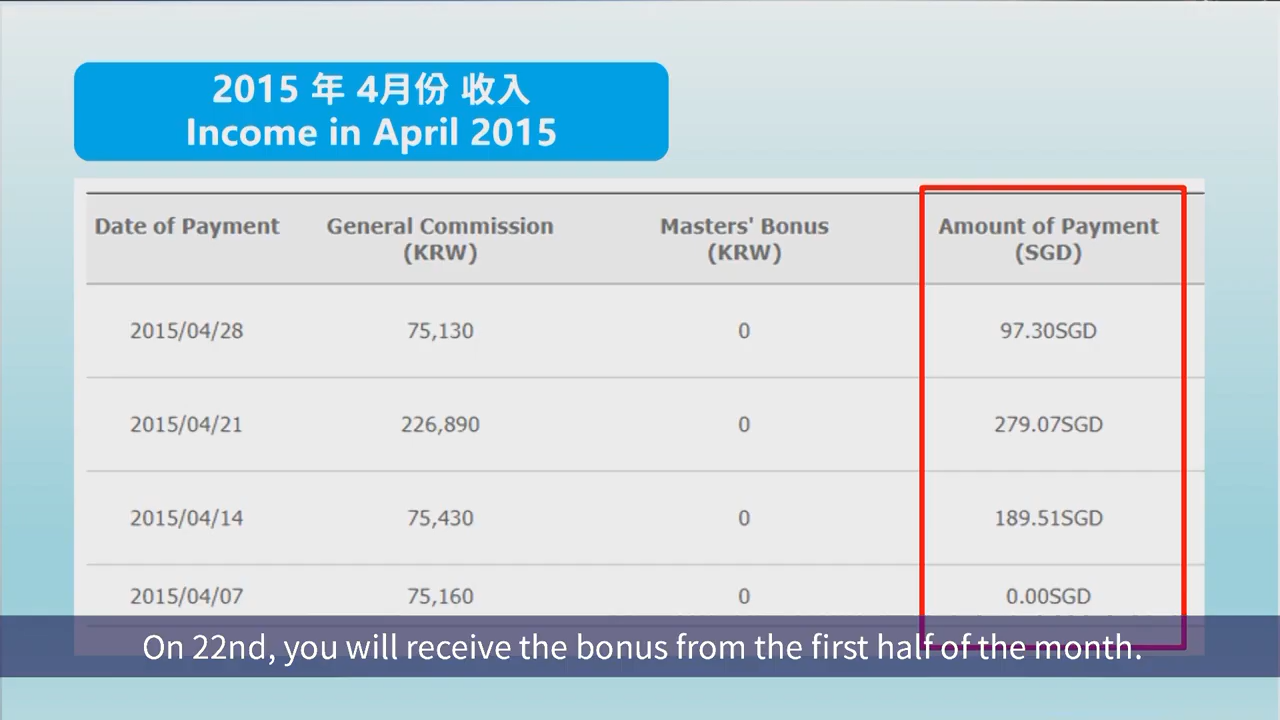 2015 年 4月份 收入
Income in April 2015
Date of Payment General Commission (KRW) Masters' Bonus (KRW) Amount of Payment (SGD)
2015/04/28 75,130 0 97.30SGD
2015/04/21 226,890 0 279.07SGD
2015/04/14 75,430 0 189.51SGD
2015/04/07 75,160 0 0.00SGD
On 22nd, you will receive the bonus from the first half of the month.